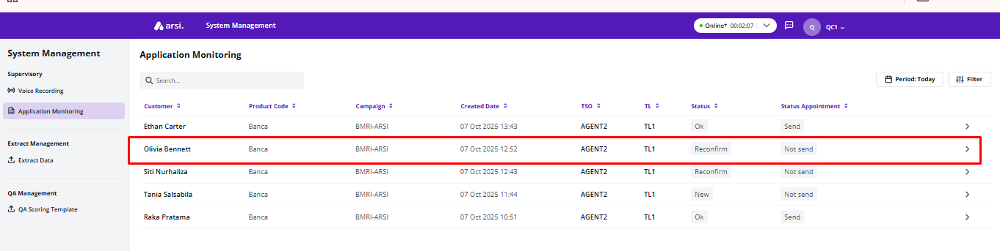 arsi. System Management Online* 00:02:07 Q QC1
System Management
Supervisory
Voice Recording
Application Monitoring
Extract Management
Extract Data
QA Management
QA Scoring Template
Application Monitoring
Search... Period: Today Filter
Customer Product Code Campaign Created Date TSO TL Status Status Appointment
Ethan Carter Banca BMRI-ARSI 07 Oct 2025 13:43 AGENT2 TL1 Ok Send
Olivia Bennett Banca BMRI-ARSI 07 Oct 2025 12:52 AGENT2 TL1 Reconfirm Not send
Siti Nurhaliza Banca BMRI-ARSI 07 Oct 2025 12:43 AGENT2 TL1 Reconfirm Not send
Tania Salsabila Banca BMRI-ARSI 07 Oct 2025 11:44 AGENT2 TL1 New Not send
Raka Pratama Banca BMRI-ARSI 07 Oct 2025 10:51 AGENT2 TL1 Ok Send